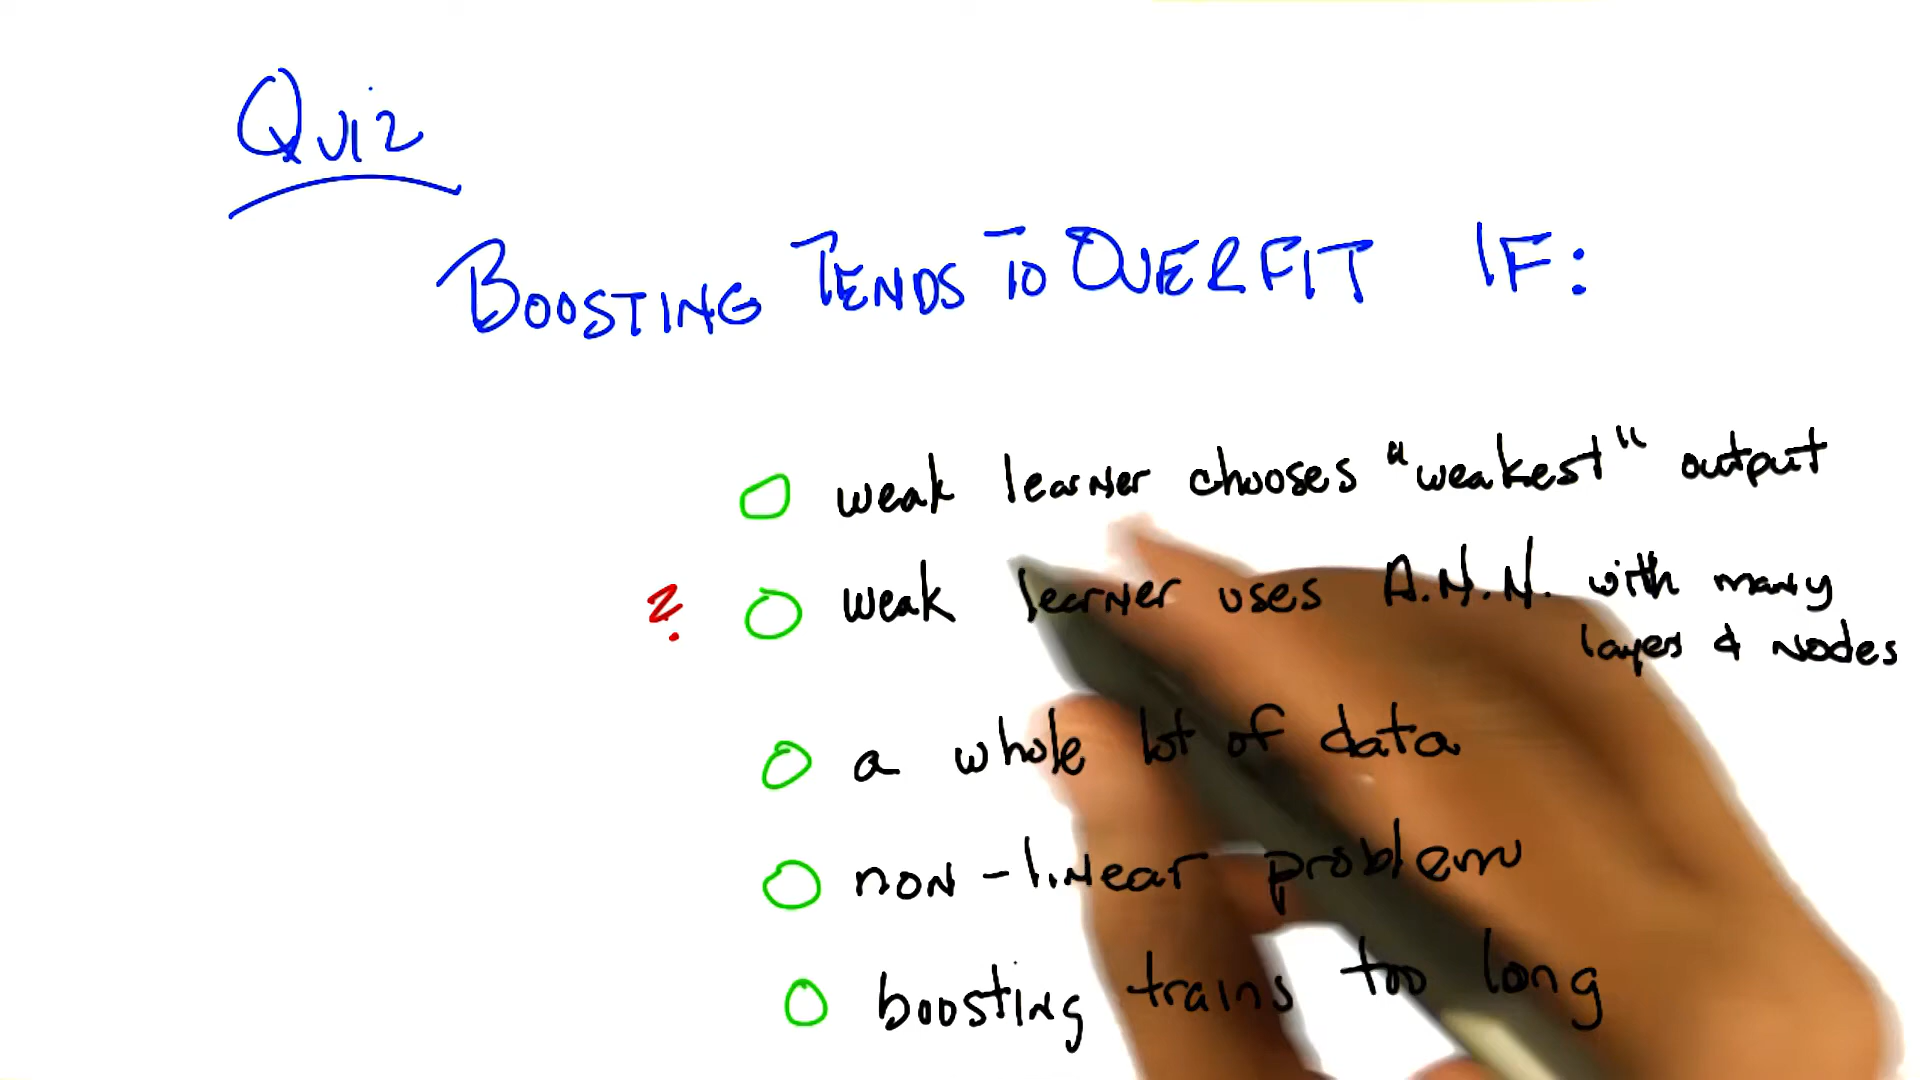 Quiz
BOOSTING TENDS TO OVERFIT IF:
weak learner chooses "weakest" output
? weak learner uses A.N.N. with many
layers & nodes
a whole lot of data
non-linear problem
boosting trains too long